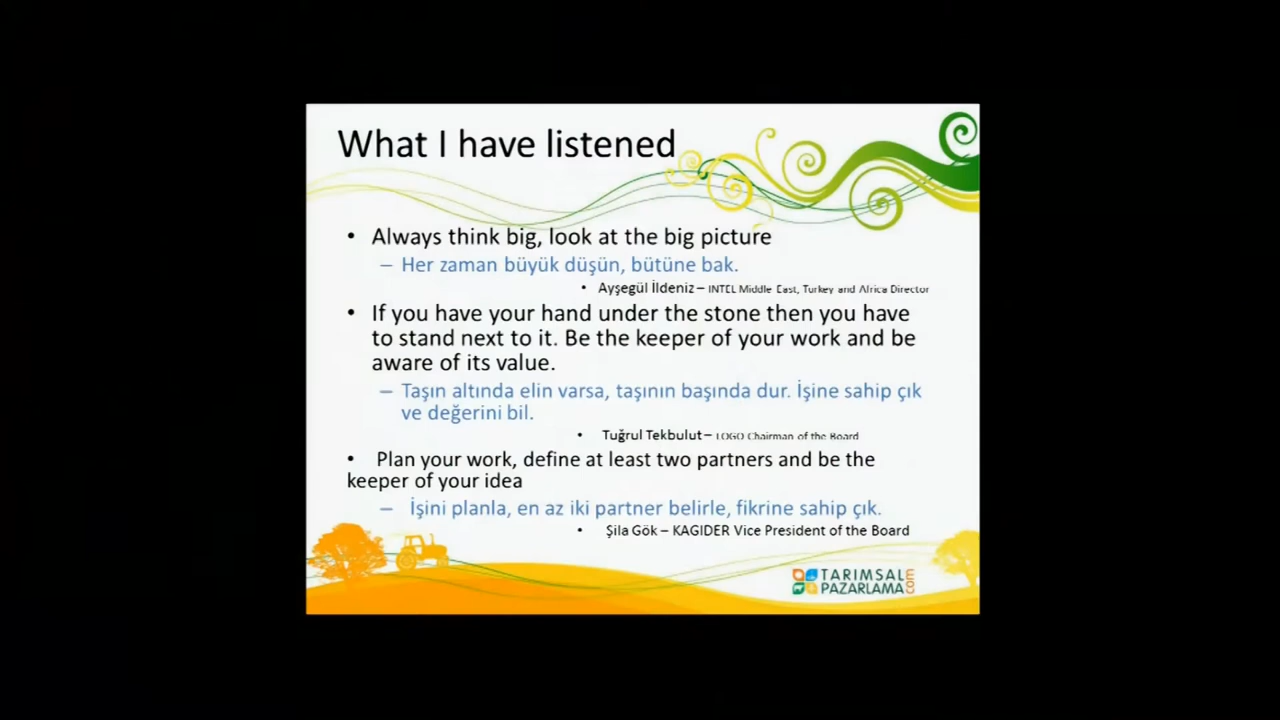 What I have listened
• Always think big, look at the big picture
– Her zaman büyük düşün, bütüne bak.
• Ayşegül İldeniz – INTEL Middle East, Turkey and Africa Director
• If you have your hand under the stone then you have
to stand next to it. Be the keeper of your work and be
aware of its value.
– Taşın altında elin varsa, taşının başında dur. İşine sahip çık
ve değerini bil.
• Tuğrul Tekbulut – LOGO Chairman of the Board
• Plan your work, define at least two partners and be the
keeper of your idea
– İşini planla, en az iki partner belirle, fikrine sahip çık.
• Şila Gök – KAGIDER Vice President of the Board
TARIMSAL
PAZARLAMA
com